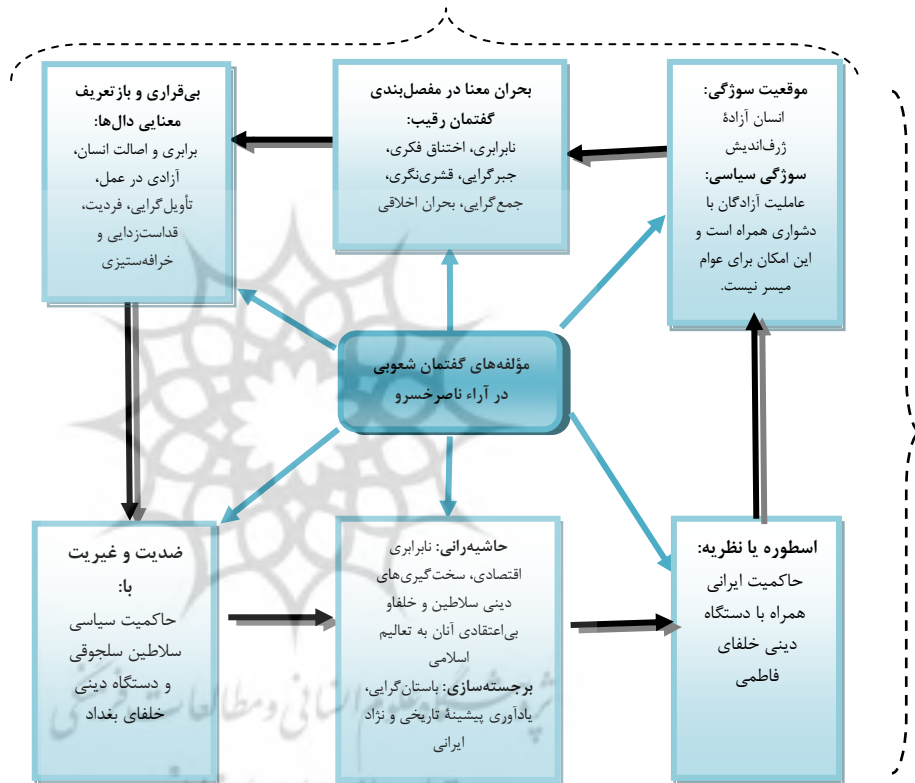 موقعیت سوژگی:
انسان آزادهٔ
ژرف‌اندیش
سوژگی سیاسی:
عاملیت آزادگان با
دشواری همراه است و
این امکان برای عوام
میسر نیست.
بحران معنا در مفصل‌بندی
گفتمان رقیب:
نابرابری، اختناق فکری،
جبرگرایی، قشری‌نگری،
جمع‌گرایی، بحران اخلاقی
بی‌قراری و بازتعریف
معنایی دال‌ها:
برابری و اصالت انسان،
آزادی در عمل،
تأویل‌گرایی، فردیت،
قداست‌زدایی و
خرافه‌ستیزی
مؤلفه‌های گفتمان شعوبی
در آراء ناصرخسرو
اسطوره یا نظریه:
حاکمیت ایرانی
همراه با دستگاه
دینی خلفای
فاطمی
حاشیه‌رانی: نابرابری
اقتصادی، سخت‌گیری‌های
دینی سلاطین و خلفاو
بی‌اعتقادی آنان به تعالیم
اسلامی
برجسته‌سازی: باستان‌گرایی،
یادآوری پیشینهٔ تاریخی و نژاد
ایرانی
ضدیت و غیریت
با:
حاکمیت سیاسی
سلاطین سلجوقی
و دستگاه دینی
خلفای بغداد